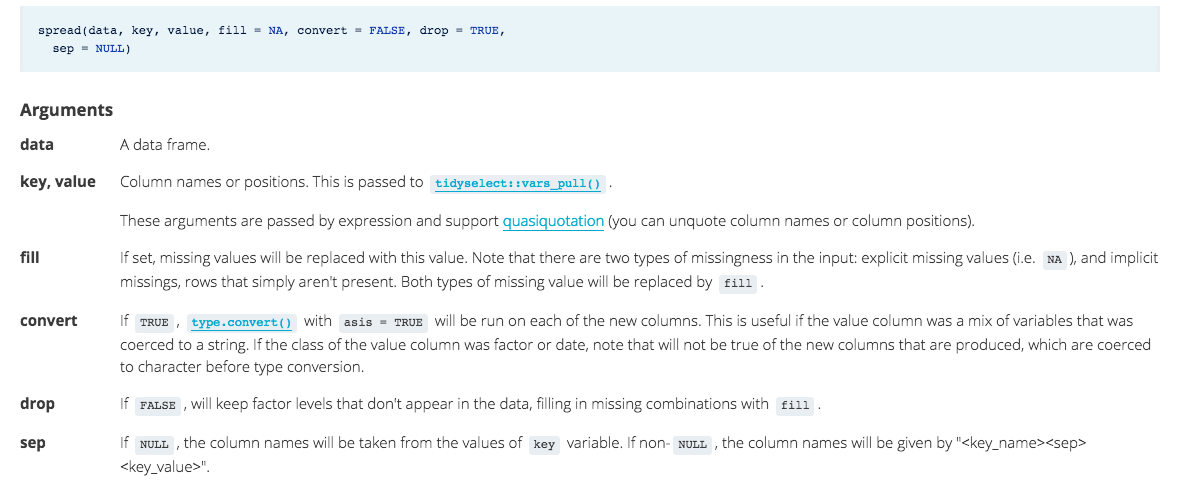 spread(data, key, value, fill = NA, convert = FALSE, drop = TRUE,
sep = NULL)
Arguments
data A data frame.
key, value Column names or positions. This is passed to tidyselect::vars_pull() .
These arguments are passed by expression and support quasiquotation (you can unquote column names or column positions).
fill If set, missing values will be replaced with this value. Note that there are two types of missingness in the input: explicit missing values (i.e. NA ), and implicit
missings, rows that simply aren't present. Both types of missing value will be replaced by fill .
convert If TRUE , type.convert() with asis = TRUE will be run on each of the new columns. This is useful if the value column was a mix of variables that was
coerced to a string. If the class of the value column was factor or date, note that will not be true of the new columns that are produced, which are coerced
to character before type conversion.
drop If FALSE , will keep factor levels that don't appear in the data, filling in missing combinations with fill .
sep If NULL , the column names will be taken from the values of key variable. If non- NULL , the column names will be given by "<key_name><sep>
<key_value>".